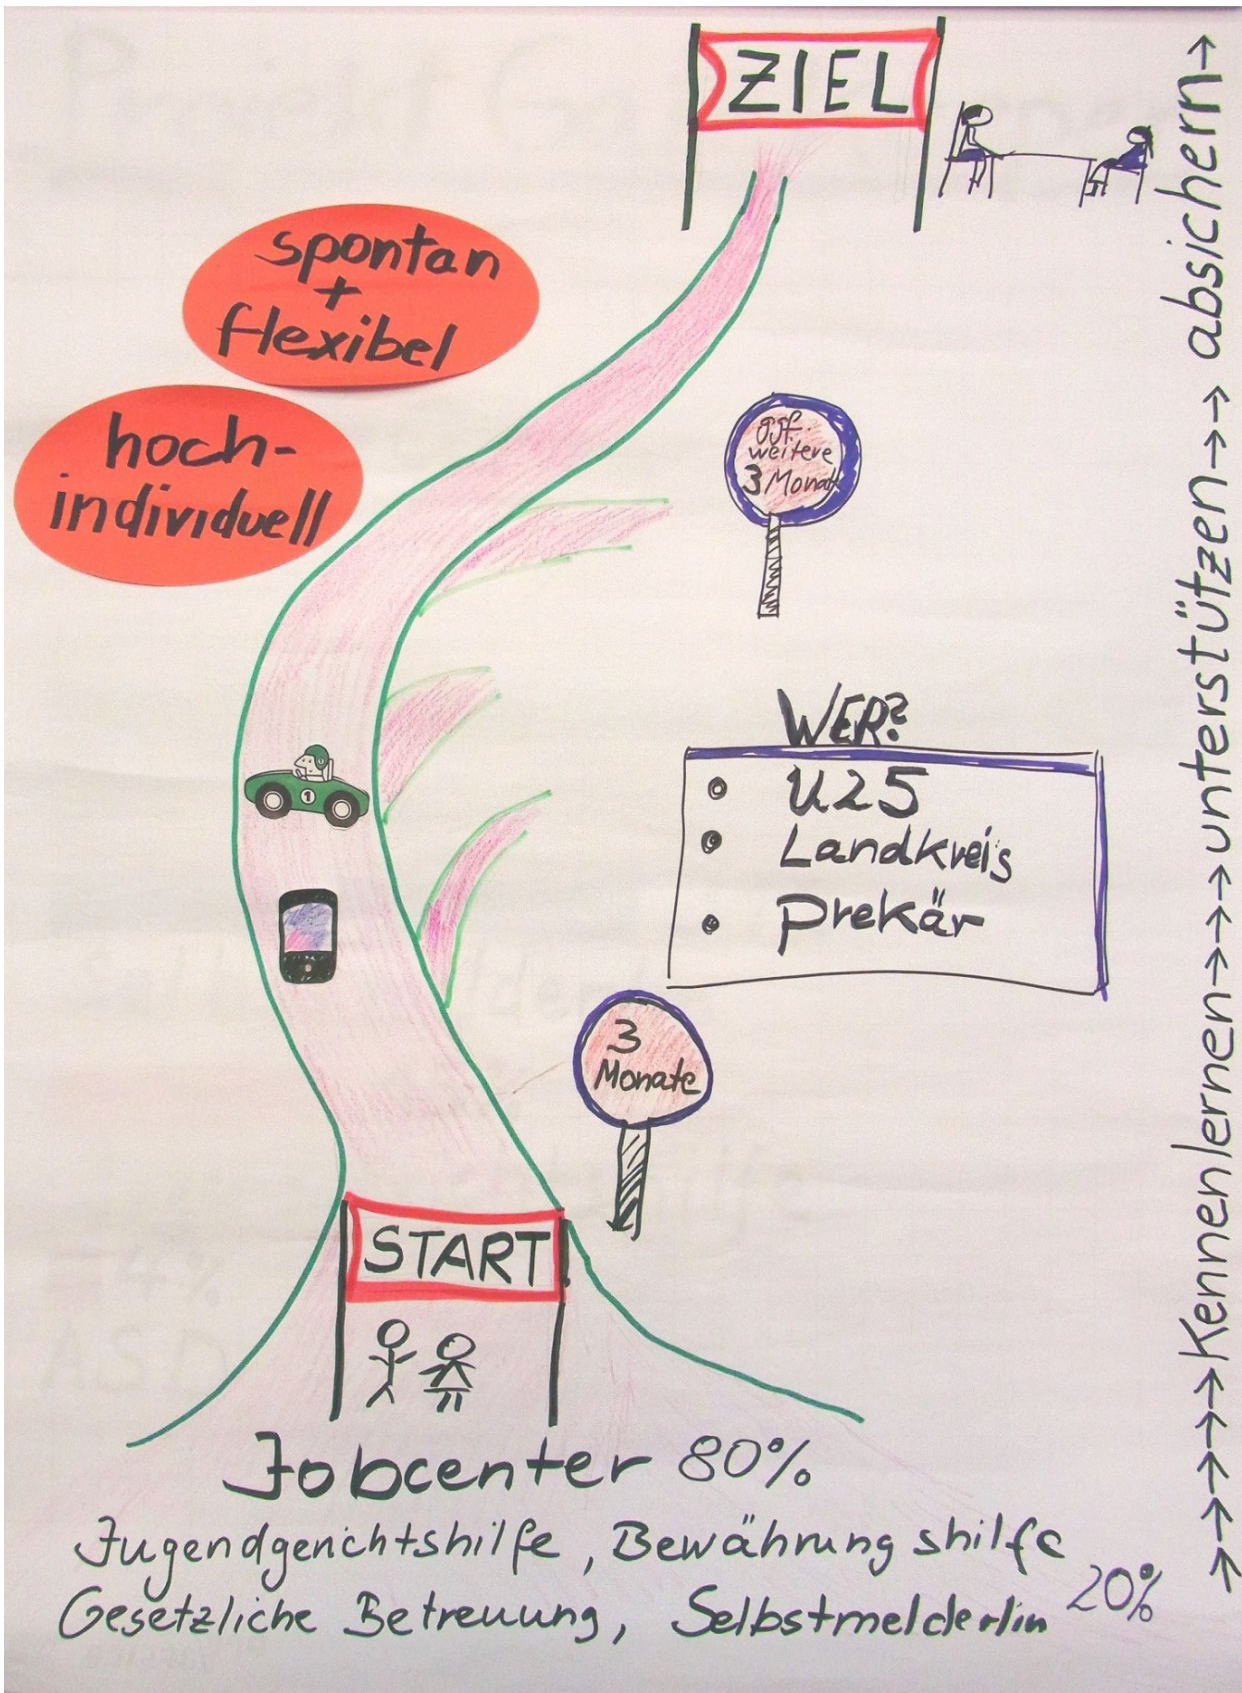 ZIEL
spontan
+
flexibel
hoch-
individuell
ggf.
weitere
3 Monate
WER?
U25
Landkreis
Prekär
3
Monate
1
START
Jobcenter 80%
Jugendgerichtshilfe, Bewährungshilfe
Gesetzliche Betreuung, Selbstmelder/in 20%
→→→→→→Kennenlernen→→→→unterstützen→→→absichern→